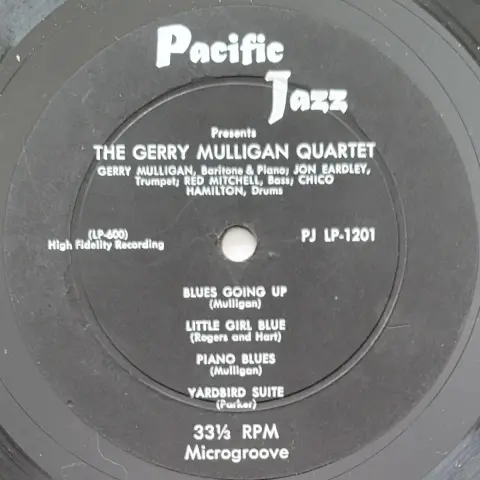 Pacific
Jazz
Presents
THE GERRY MULLIGAN QUARTET
GERRY MULLIGAN, Baritone & Piano; JON EARDLEY,
Trumpet; RED MITCHELL, Bass; CHICO
HAMILTON, Drums
(LP-600)
High Fidelity Recording
PJ LP-1201
BLUES GOING UP
(Mulligan)
LITTLE GIRL BLUE
(Rogers and Hart)
PIANO BLUES
(Mulligan)
YARDBIRD SUITE
(Parker)
33⅓ RPM
Microgroove